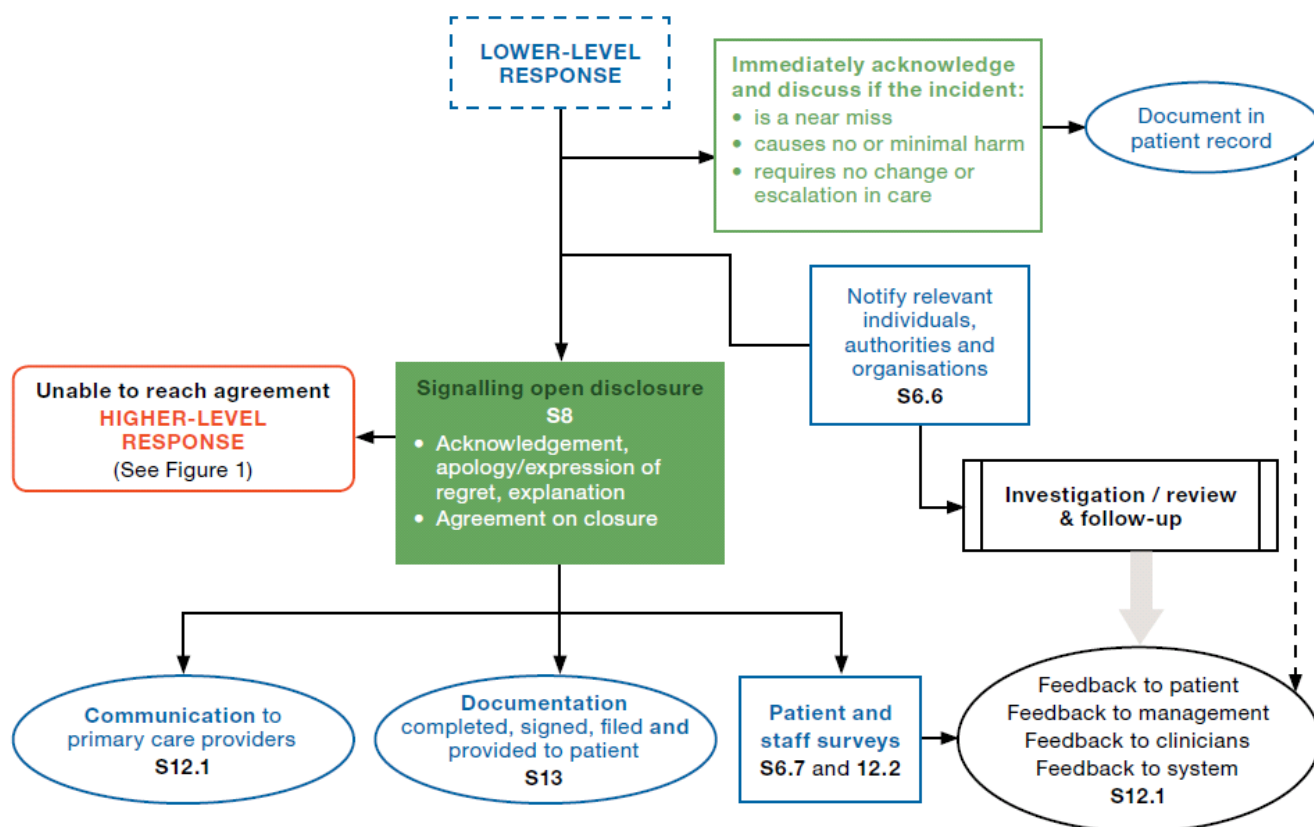 LOWER-LEVEL
RESPONSE
Immediately acknowledge
and discuss if the incident:
• is a near miss
• causes no or minimal harm
• requires no change or
escalation in care
Document in
patient record
Notify relevant
individuals,
authorities and
organisations
S6.6
Unable to reach agreement
HIGHER-LEVEL
RESPONSE
(See Figure 1)
Signalling open disclosure
S8
• Acknowledgement,
apology/expression of
regret, explanation
• Agreement on closure
Investigation / review
& follow-up
Communication to
primary care providers
S12.1
Documentation
completed, signed, filed and
provided to patient
S13
Patient and
staff surveys
S6.7 and 12.2
Feedback to patient
Feedback to management
Feedback to clinicians
Feedback to system
S12.1